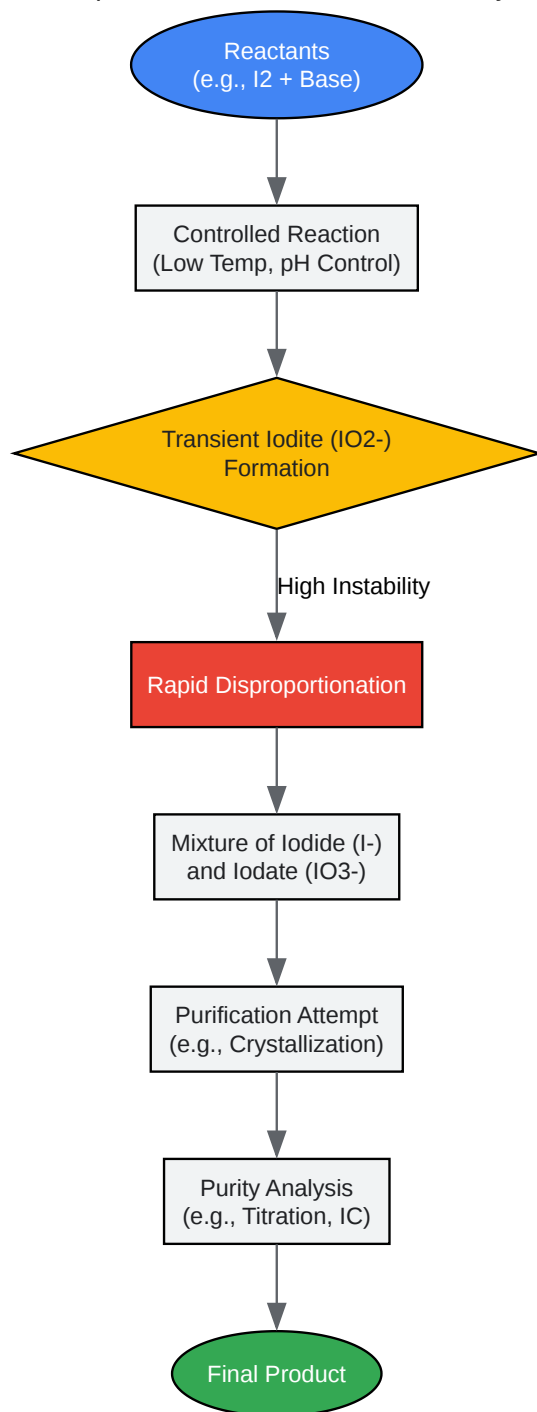 Reactants
(e.g., I2 + Base)
Controlled Reaction
(Low Temp, pH Control)
Transient Iodite (IO2-)
Formation
High Instability
Rapid Disproportionation
Mixture of Iodide (I-)
and Iodate (IO3-)
Purification Attempt
(e.g., Crystallization)
Purity Analysis
(e.g., Titration, IC)
Final Product